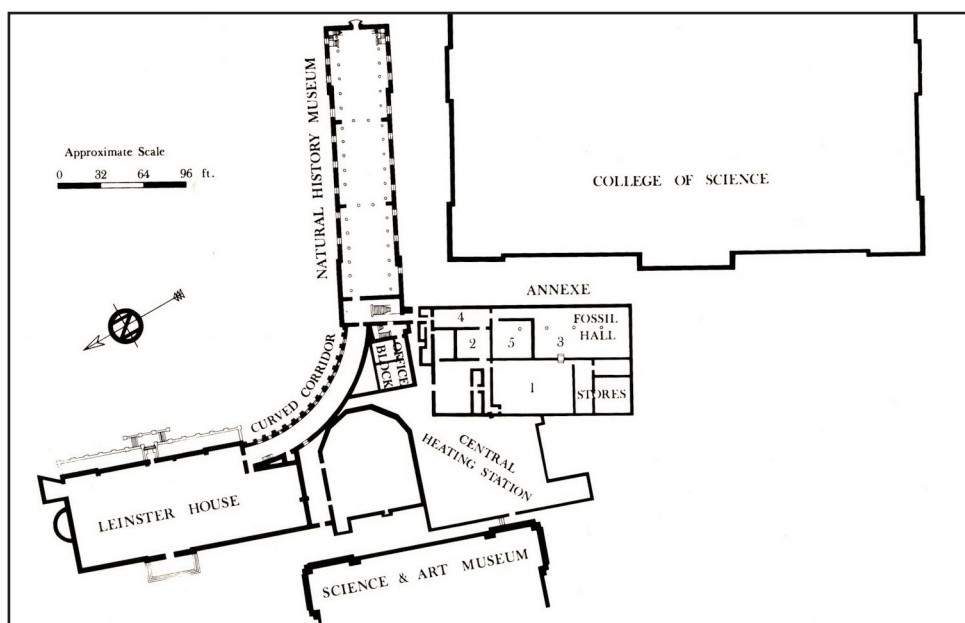 NATURAL HISTORY MUSEUM
Approximate Scale
0 32 64 96 ft.
COLLEGE OF SCIENCE
ANNEXE
FOSSIL
HALL
4
2
5
3
1
STORES
OFFICE
BLOCK
CURVED CORRIDOR
CENTRAL
HEATING STATION
LEINSTER HOUSE
SCIENCE & ART MUSEUM